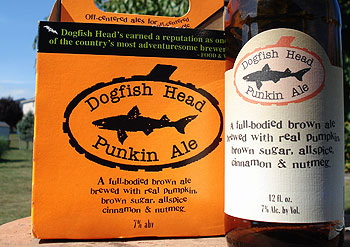 Off-centered ales for
Dogfish Head's earned a reputation as one
of the country's most adventuresome brewer
Dogfish Head
Punkin Ale
A full-bodied brown ale
brewed with real pumpkin,
brown sugar, allspice,
cinnamon & nutmeg.
7% abv
Dogfish Head
Punkin Ale
A full-bodied brown ale
brewed with real Pumpkin,
brown sugar, allspice,
cinnamon & nutmeg.
12 fl. oz.
7% Alc. by Vol.